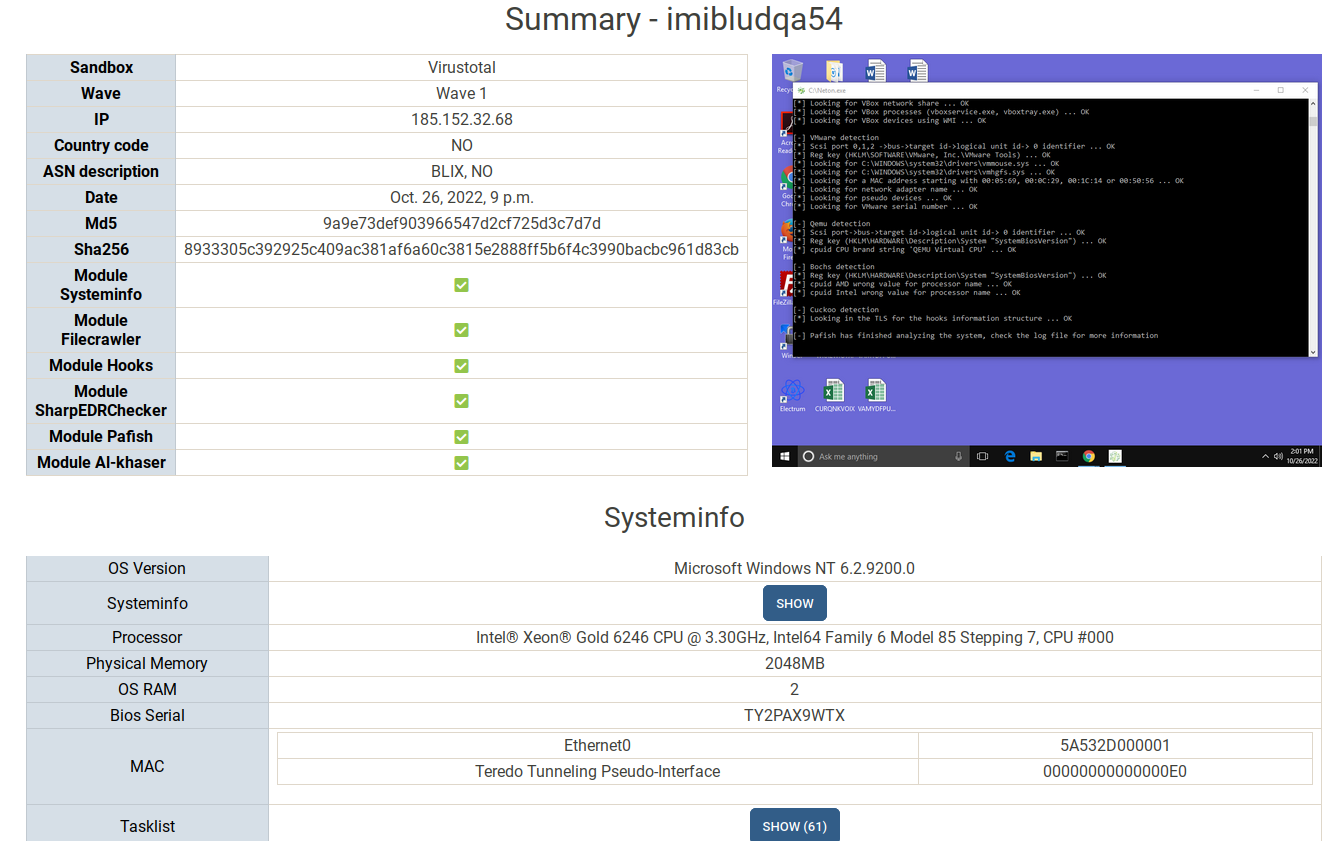 Summary - imibludqa54
Sandbox Virustotal
Wave Wave 1
IP 185.152.32.68
Country code NO
ASN description BLIX, NO
Date Oct. 26, 2022, 9 p.m.
Md5 9a9e73def903966547d2cf725d3c7d7d
Sha256 8933305c392925c409ac381af6a60c3815e2888ff5b6f4c3990bacbc961d83cb
Module
Systeminfo
Module
Filecrawler
Module Hooks
Module
SharpEDRChecker
Module Pafish
Module Al-khaser
C:\Neton.exe
[*] Looking for VBox network share ... OK
[*] Looking for VBox processes (vboxservice.exe, vboxtray.exe) ... OK
[*] Looking for VBox devices using WMI ... OK
[-] VMware detection
[*] Scsi port 0,1,2 ->bus->target id->logical unit id-> 0 identifier ... OK
[*] Reg key (HKLM\SOFTWARE\VMware, Inc.\VMware Tools) ... OK
[*] Looking for C:\WINDOWS\system32\drivers\vmmouse.sys ... OK
[*] Looking for C:\WINDOWS\system32\drivers\vmhgfs.sys ... OK
[*] Looking for a MAC address starting with 00:05:69, 00:0C:29, 00:1C:14 or 00:50:56 ... OK
[*] Looking for network adapter name ... OK
[*] Looking for pseudo devices ... OK
[*] Looking for VMware serial number ... OK
[-] Qemu detection
[*] Scsi port->bus->target id->logical unit id-> 0 identifier ... OK
[*] Reg key (HKLM\HARDWARE\Description\System "SystemBiosVersion") ... OK
[*] cpuid CPU brand string 'QEMU Virtual CPU' ... OK
[-] Bochs detection
[*] Reg key (HKLM\HARDWARE\Description\System "SystemBiosVersion") ... OK
[*] cpuid AMD wrong value for processor name ... OK
[*] cpuid Intel wrong value for processor name ... OK
[-] Cuckoo detection
[*] Looking in the TLS for the hooks information structure ... OK
[-] Pafish has finished analyzing the system, check the log file for more information
Electrum CURQNKVOIX VAMYDFPU...
Ask me anything
2:01 PM
10/26/2022
Systeminfo
OS Version Microsoft Windows NT 6.2.9200.0
Systeminfo SHOW
Processor Intel® Xeon® Gold 6246 CPU @ 3.30GHz, Intel64 Family 6 Model 85 Stepping 7, CPU #000
Physical Memory 2048MB
OS RAM 2
Bios Serial TY2PAX9WTX
MAC
Ethernet0 5A532D000001
Teredo Tunneling Pseudo-Interface 00000000000000E0
Tasklist SHOW (61)